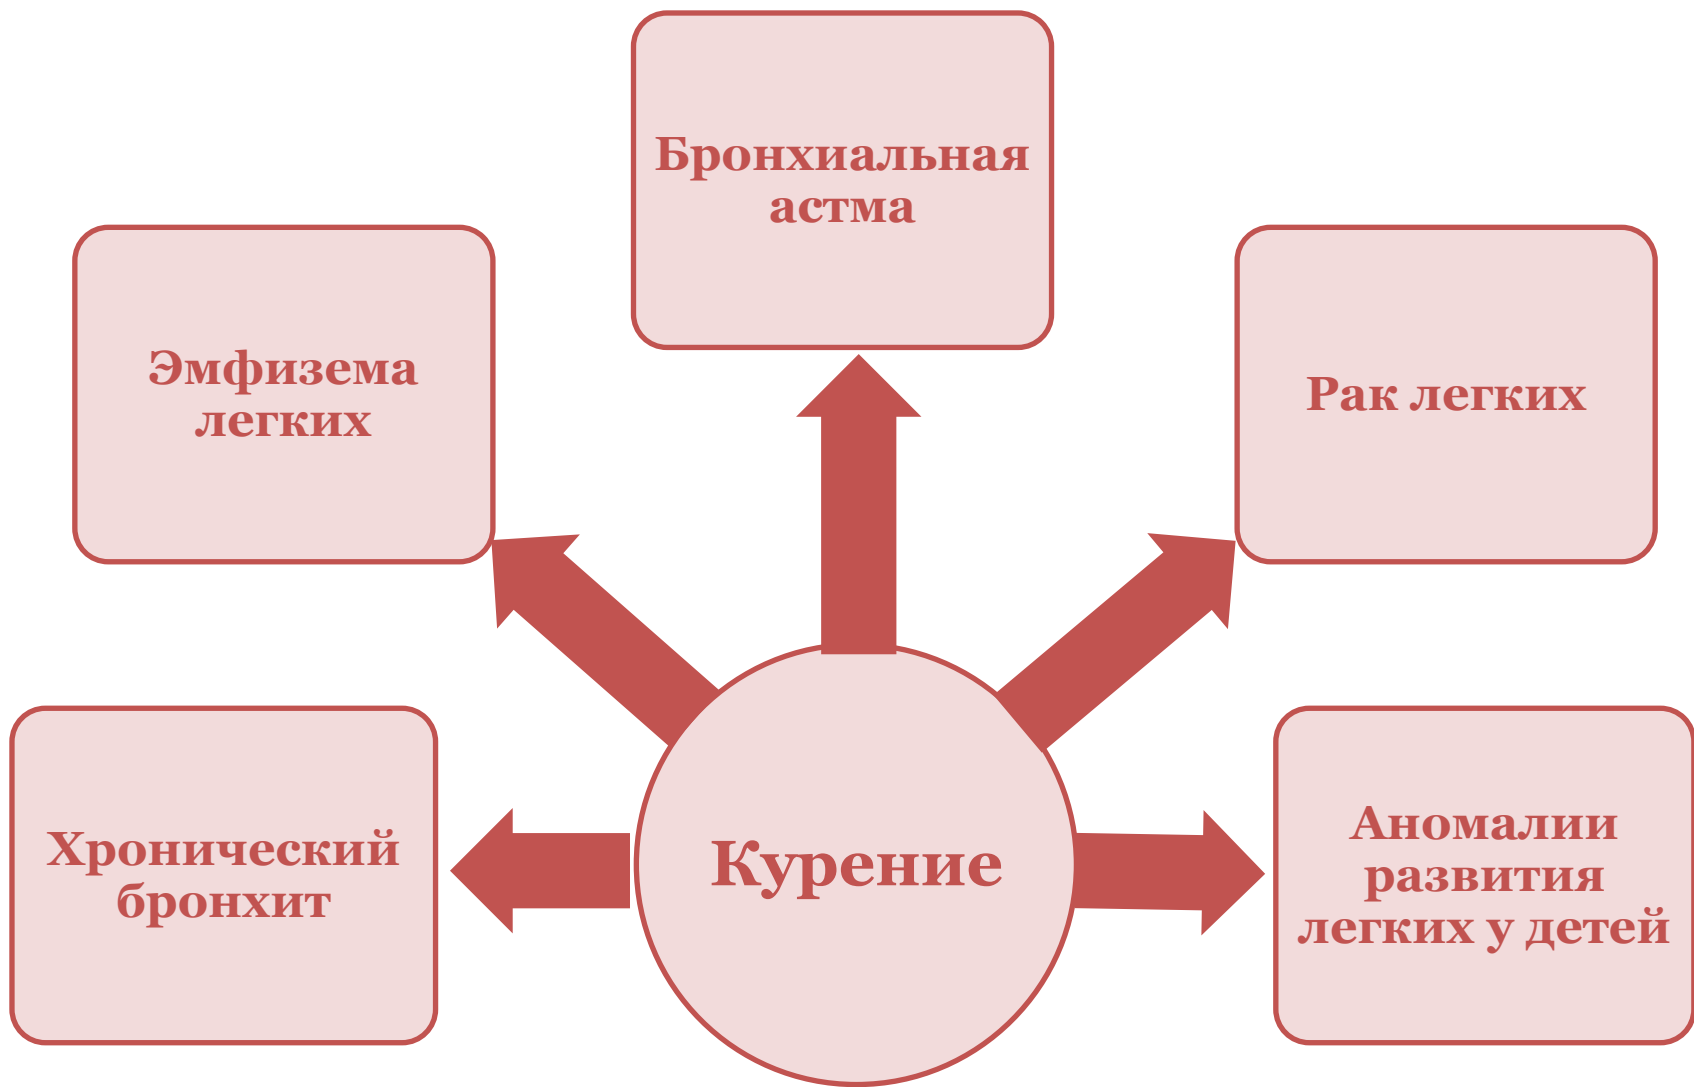 Бронхиальная
астма
Эмфизема
легких
Рак легких
Хронический
бронхит
Курение
Аномалии
развития
легких у детей